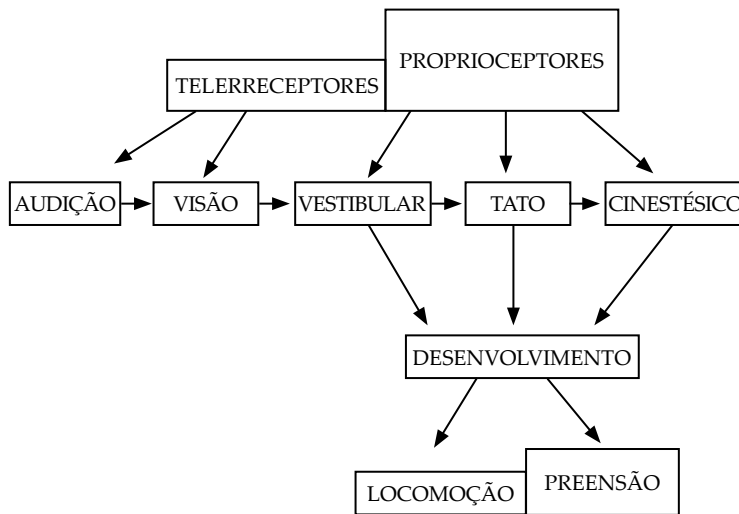 PROPRIOCEPTORES
TELERRECEPTORES
AUDIÇÃO
VISÃO
VESTIBULAR
TATO
CINESTÉSICO
DESENVOLVIMENTO
LOCOMOÇÃO
PREENSÃO